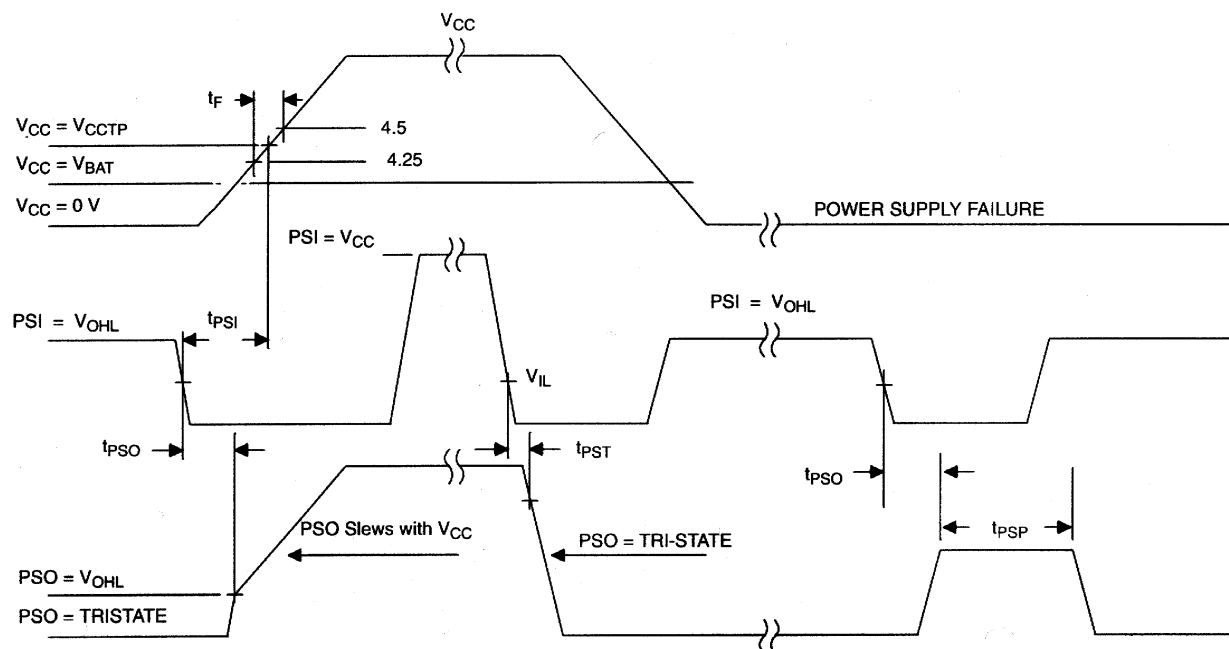 VCC
tF
VCC = VCCTP
4.5
VCC = VBAT
4.25
VCC = 0 V
POWER SUPPLY FAILURE
PSI = VCC
PSI = VOHL
tPSI
PSI = VOHL
VIL
tPSO
tPST
tPSO
PSO Slews with VCC
PSO = TRI-STATE
tPSP
PSO = VOHL
PSO = TRISTATE